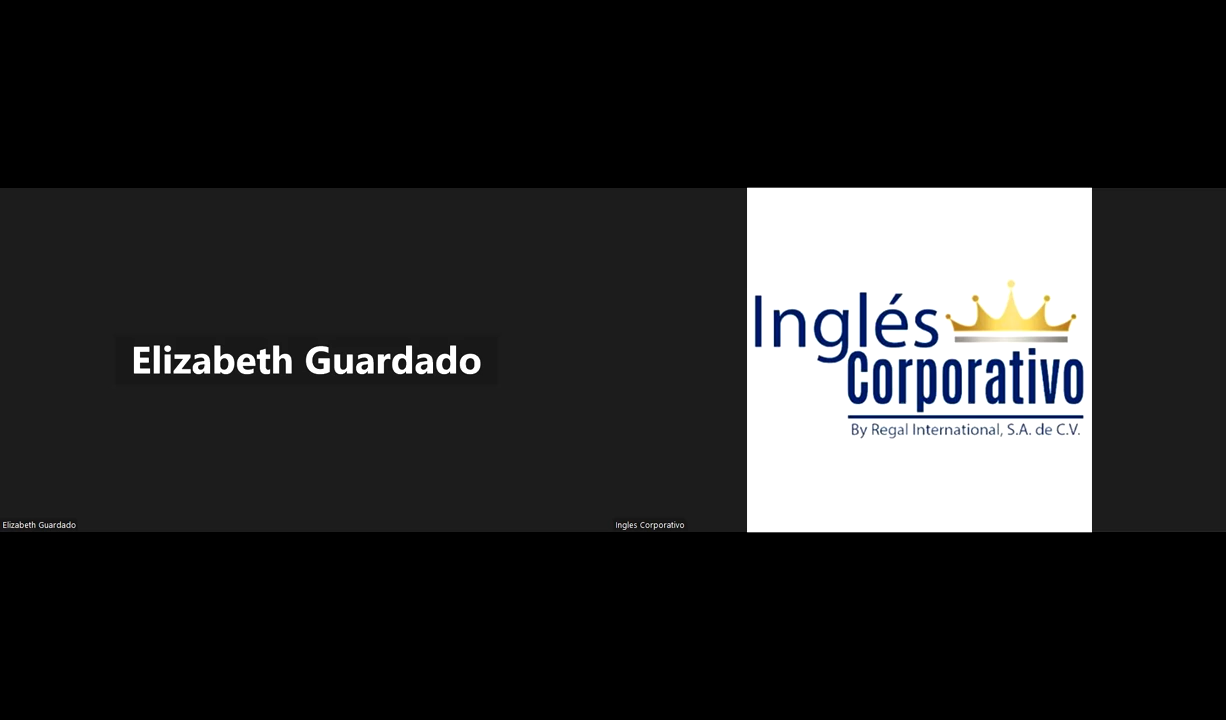 Elizabeth Guardado
Elizabeth Guardado
Inglés
Corporativo
By Regal International, S.A. de C.V.
Ingles Corporativo